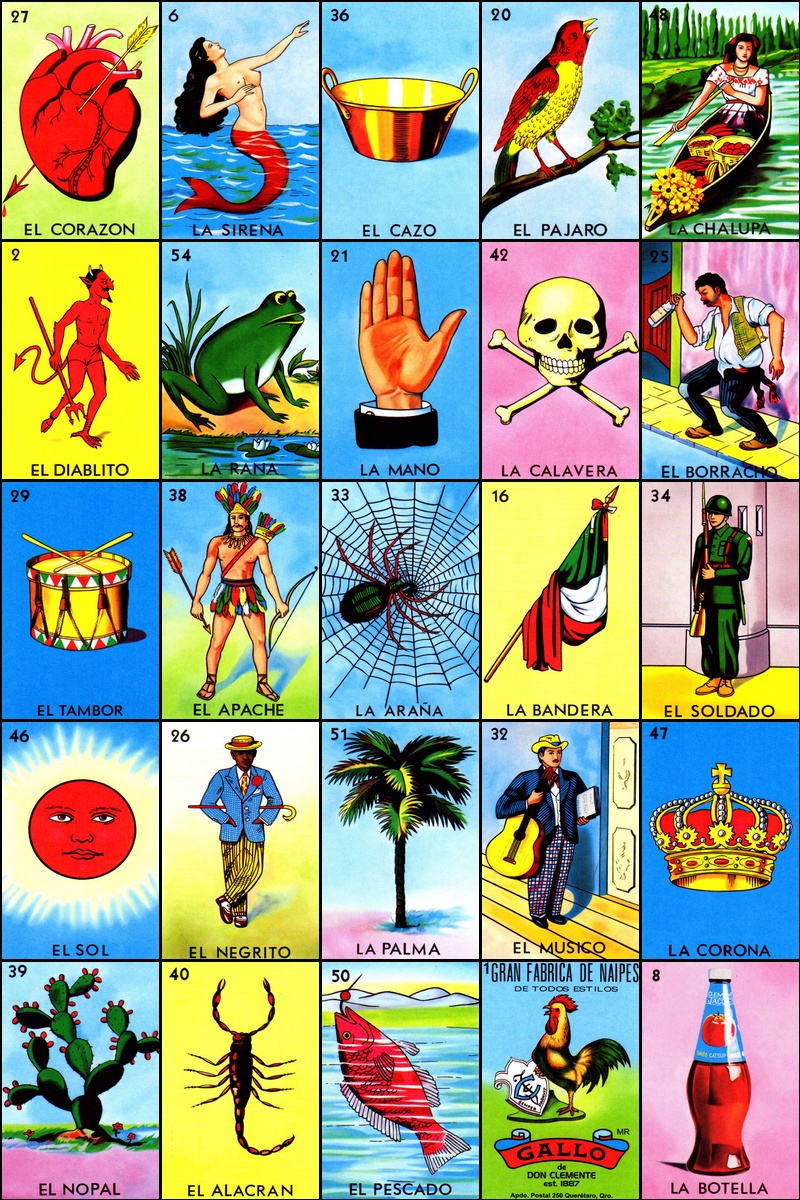 27
EL CORAZON
6
LA SIRENA
36
EL CAZO
20
EL PAJARO
48
LA CHALUPA
2
EL DIABLITO
54
LA RANA
21
LA MANO
42
LA CALAVERA
25
EL BORRACHO
29
EL TAMBOR
38
EL APACHE
33
LA ARAÑA
16
LA BANDERA
34
EL SOLDADO
46
EL SOL
26
EL NEGRITO
51
LA PALMA
32
EL MUSICO
47
LA CORONA
39
EL NOPAL
40
EL ALACRAN
50
EL PESCADO
1
GRAN FABRICA DE NAIPES
DE TODOS ESTILOS
MR
GALLO
de
DON CLEMENTE
est. 1887
Apdo. Postal 250 Querétaro, Qro.
8
CATSUP
LA BOTELLA